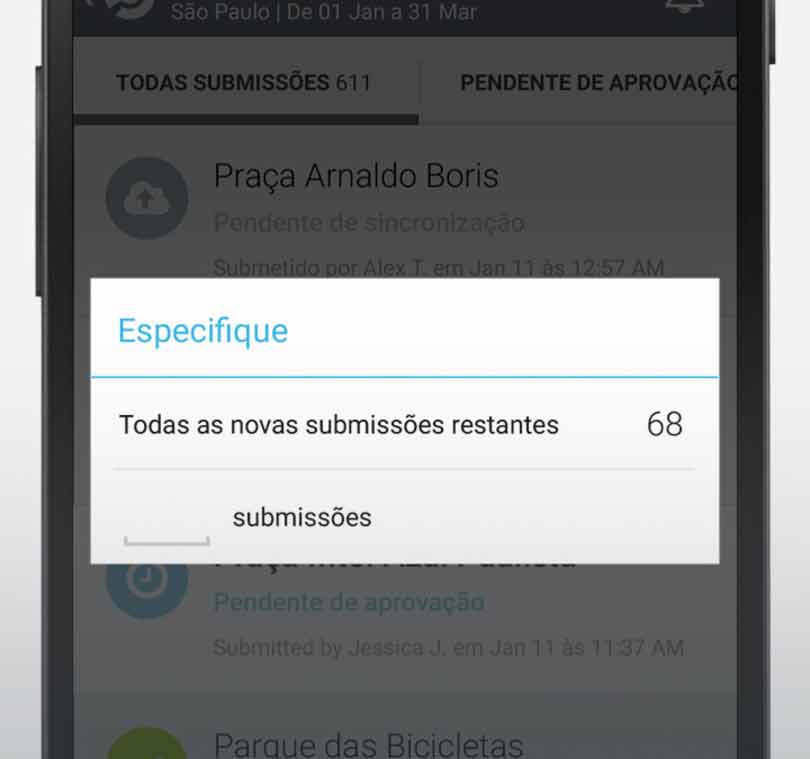 São Paulo | De 01 Jan a 31 Mar
TODAS SUBMISSÕES 611
PENDENTE DE APROVAÇÃO
Praça Arnaldo Boris
Pendente de sincronização
Submetido por Alex T. em Jan 11 às 12:57 AM
Especifique
Todas as novas submissões restantes 68
submissões
Pendente de aprovação
Submitted by Jessica J. em Jan 11 às 11:37 AM
Parque das Bicicletas